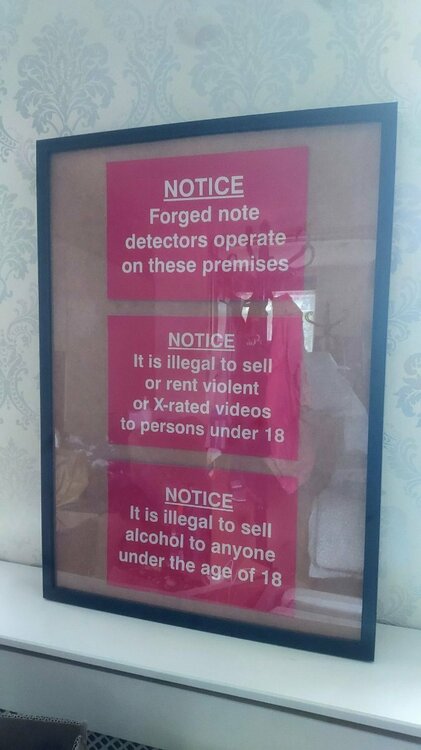 NOTICE
Forged note
detectors operate
on these premises
NOTICE
It is illegal to sell
or rent violent
or X-rated videos
to persons under 18
NOTICE
It is illegal to sell
alcohol to anyone
under the age of 18